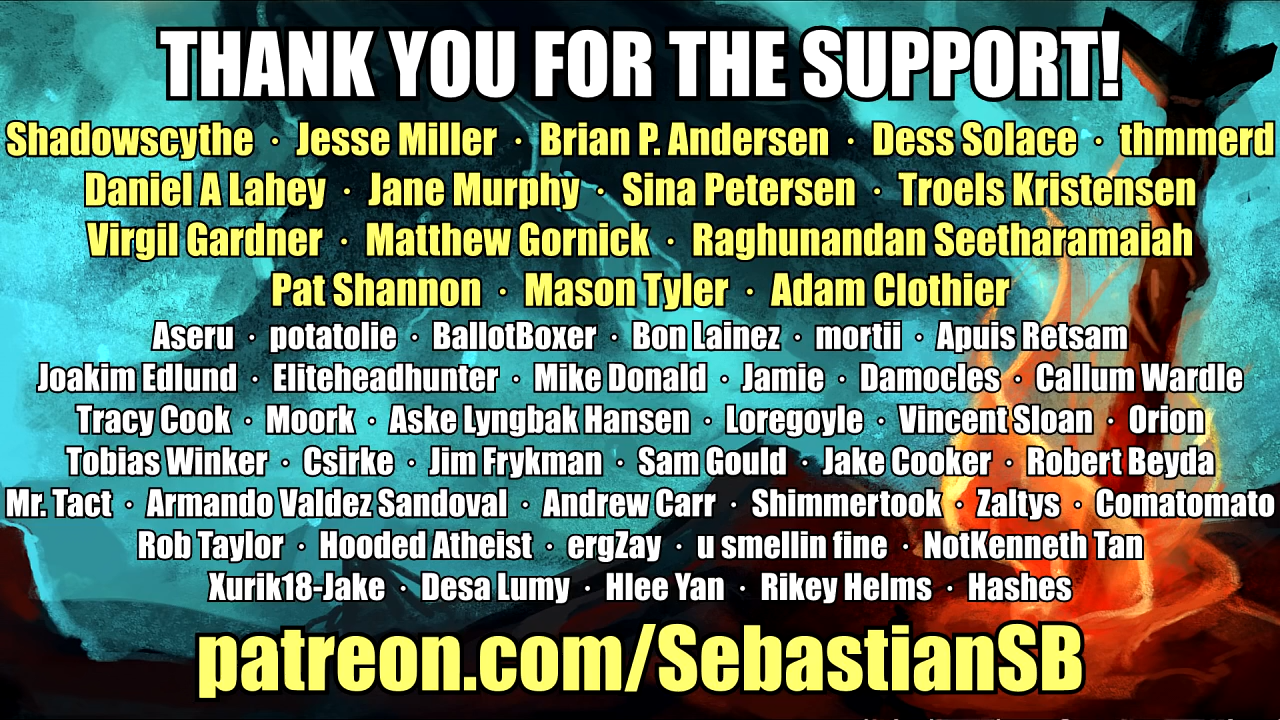 THANK YOU FOR THE SUPPORT!
Shadowscythe · Jesse Miller · Brian P. Andersen · Dess Solace · thmmerd
Daniel A Lahey · Jane Murphy · Sina Petersen · Troels Kristensen
Virgil Gardner · Matthew Gornick · Raghunandan Seetharamaiah
Pat Shannon · Mason Tyler · Adam Clothier
Aseru · potatolie · BallotBoxer · Bon Lainez · mortii · Apuis Retsam
Joakim Edlund · Eliteheadhunter · Mike Donald · Jamie · Damocles · Callum Wardle
Tracy Cook · Moork · Aske Lyngbak Hansen · Loregoyle · Vincent Sloan · Orion
Tobias Winker · Csirke · Jim Frykman · Sam Gould · Jake Cooker · Robert Beyda
Mr. Tact · Armando Valdez Sandoval · Andrew Carr · Shimmertook · Zaltys · Comatomato
Rob Taylor · Hooded Atheist · ergZay · u smellin fine · NotKenneth Tan
Xurik18-Jake · Desa Lumy · Hlee Yan · Rikey Helms · Hashes
patreon.com/SebastianSB